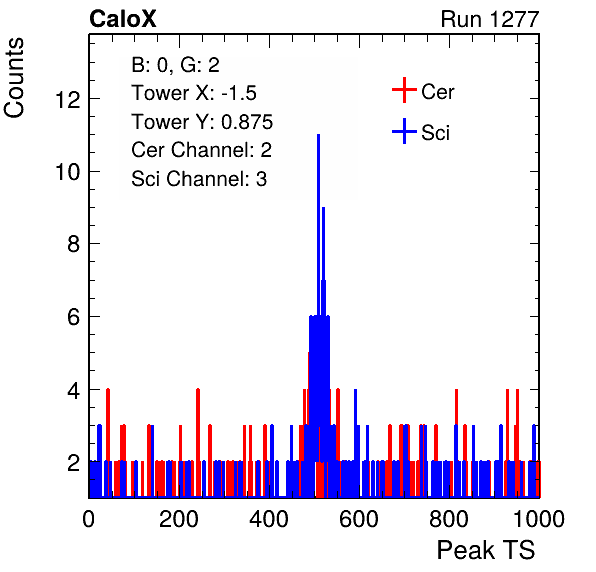 CaloX Run 1277
Counts
B: 0, G: 2
Tower X: -1.5
Tower Y: 0.875
Cer Channel: 2
Sci Channel: 3
Cer
Sci
12
10
8
6
4
2
0 200 400 600 800 1000
Peak TS